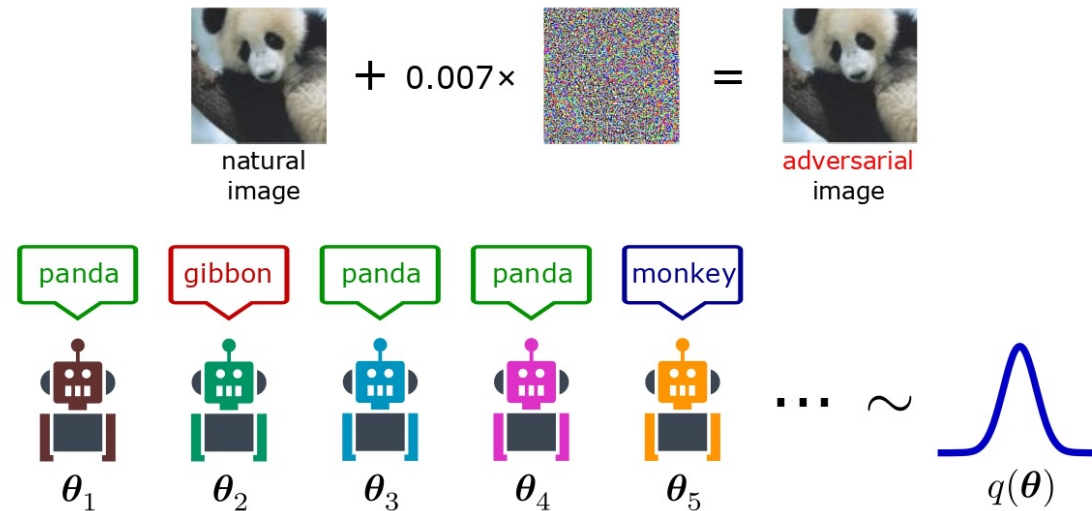 + 0.007× =
natural
image
adversarial
image
panda gibbon panda panda monkey
... ~
θ1 θ2 θ3 θ4 θ5 q(θ)